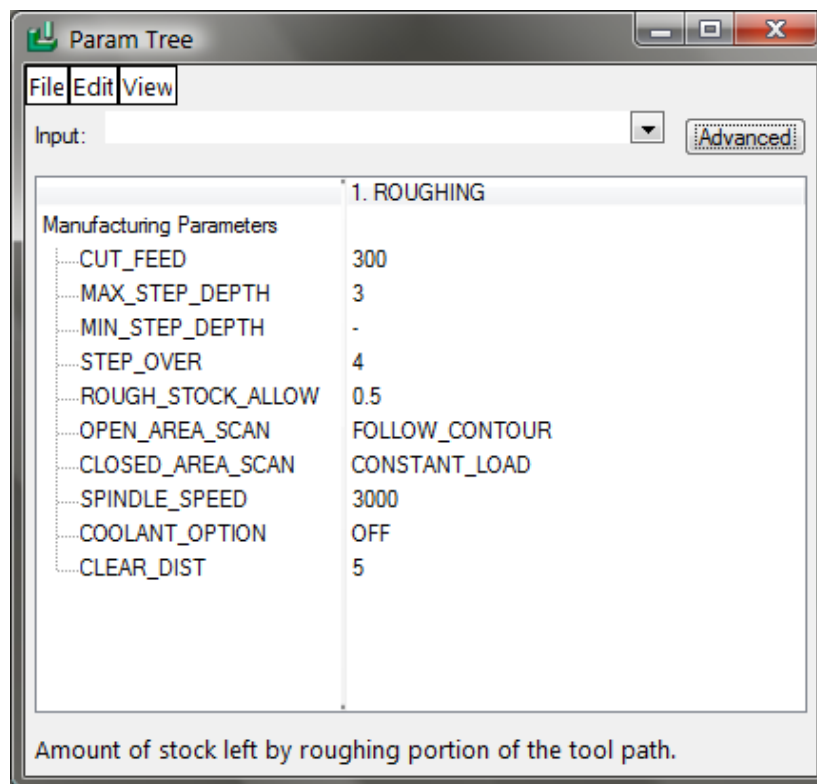 Param Tree
File Edit View
Input: Advanced
1. ROUGHING
Manufacturing Parameters
CUT_FEED 300
MAX_STEP_DEPTH 3
MIN_STEP_DEPTH -
STEP_OVER 4
ROUGH_STOCK_ALLOW 0.5
OPEN_AREA_SCAN FOLLOW_CONTOUR
CLOSED_AREA_SCAN CONSTANT_LOAD
SPINDLE_SPEED 3000
COOLANT_OPTION OFF
CLEAR_DIST 5
Amount of stock left by roughing portion of the tool path.